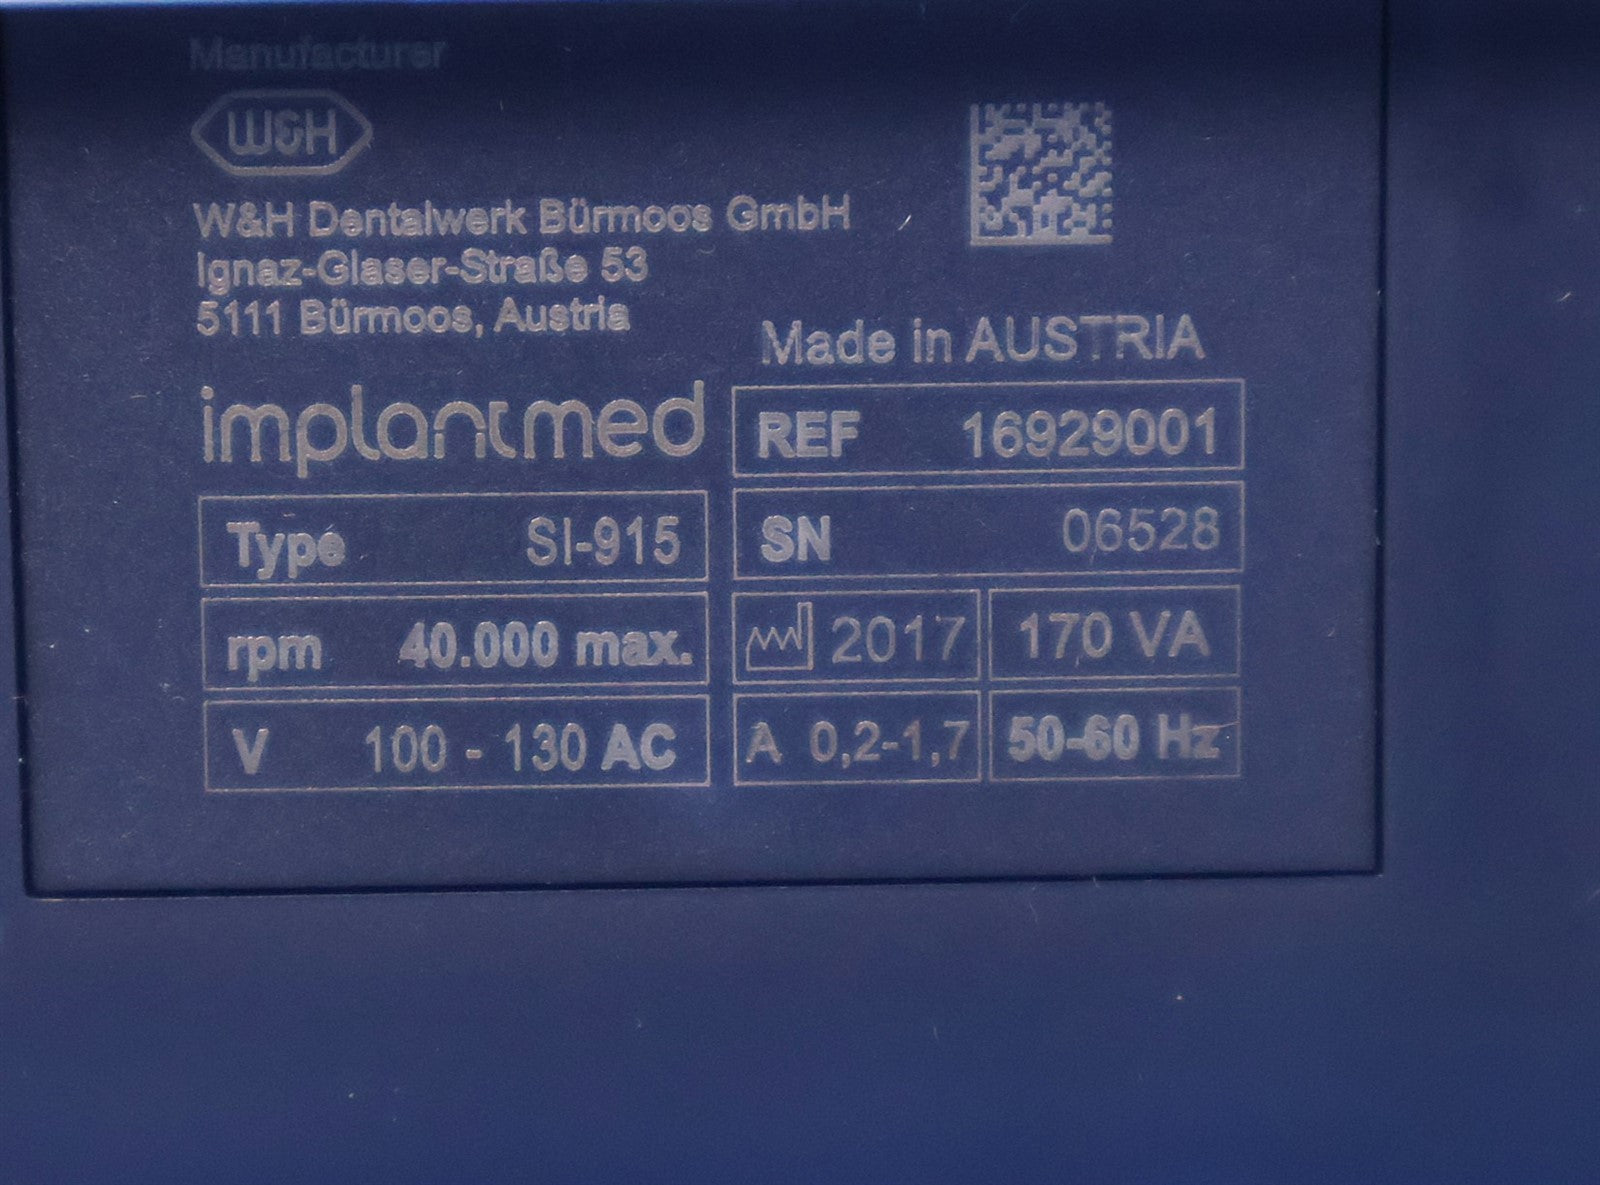 Manufacturer
W&H
W&H Dentalwerk Bürmoos GmbH
Ignaz-Glaser-Straße 53
5111 Bürmoos, Austria
Made in AUSTRIA
implantmed
REF 16929001
Type SI-915
SN 06528
rpm 40.000 max.
2017
170 VA
V 100 - 130 AC
A 0,2-1,7
50-60 Hz